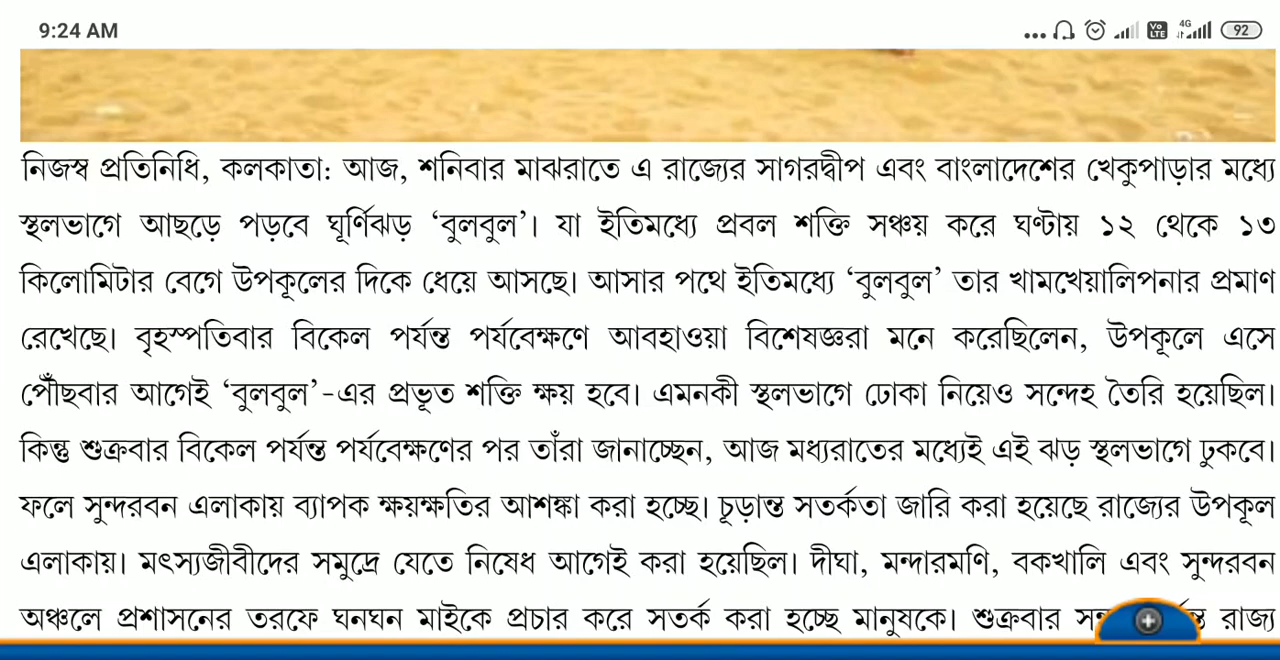 9:24 AM
... Vo LTE 4G 92
নিজস্ব প্রতিনিধি, কলকাতা: আজ, শনিবার মাঝরাতে এ রাজ্যের সাগরদ্বীপ এবং বাংলাদেশের খেকুপাড়ার মধ্যে
স্থলভাগে আছড়ে পড়বে ঘূর্ণিঝড় ‘বুলবুল’। যা ইতিমধ্যে প্রবল শক্তি সঞ্চয় করে ঘণ্টায় ১২ থেকে ১৩
কিলোমিটার বেগে উপকূলের দিকে ধেয়ে আসছে। আসার পথে ইতিমধ্যে ‘বুলবুল’ তার খামখেয়ালিপনার প্রমাণ
রেখেছে। বৃহস্পতিবার বিকেল পর্যন্ত পর্যবেক্ষণে আবহাওয়া বিশেষজ্ঞরা মনে করেছিলেন, উপকূলে এসে
পৌঁছবার আগেই ‘বুলবুল’-এর প্রভূত শক্তি ক্ষয় হবে। এমনকী স্থলভাগে ঢোকা নিয়েও সন্দেহ তৈরি হয়েছিল।
কিন্তু শুক্রবার বিকেল পর্যন্ত পর্যবেক্ষণের পর তাঁরা জানাচ্ছেন, আজ মধ্যরাতের মধ্যেই এই ঝড় স্থলভাগে ঢুকবে।
ফলে সুন্দরবন এলাকায় ব্যাপক ক্ষয়ক্ষতির আশঙ্কা করা হচ্ছে। চূড়ান্ত সতর্কতা জারি করা হয়েছে রাজ্যের উপকূল
এলাকায়। মৎস্যজীবীদের সমুদ্রে যেতে নিষেধ আগেই করা হয়েছিল। দীঘা, মন্দারমণি, বকখালি এবং সুন্দরবন
অঞ্চলে প্রশাসনের তরফে ঘনঘন মাইকে প্রচার করে সতর্ক করা হচ্ছে মানুষকে। শুক্রবার রাজ্য